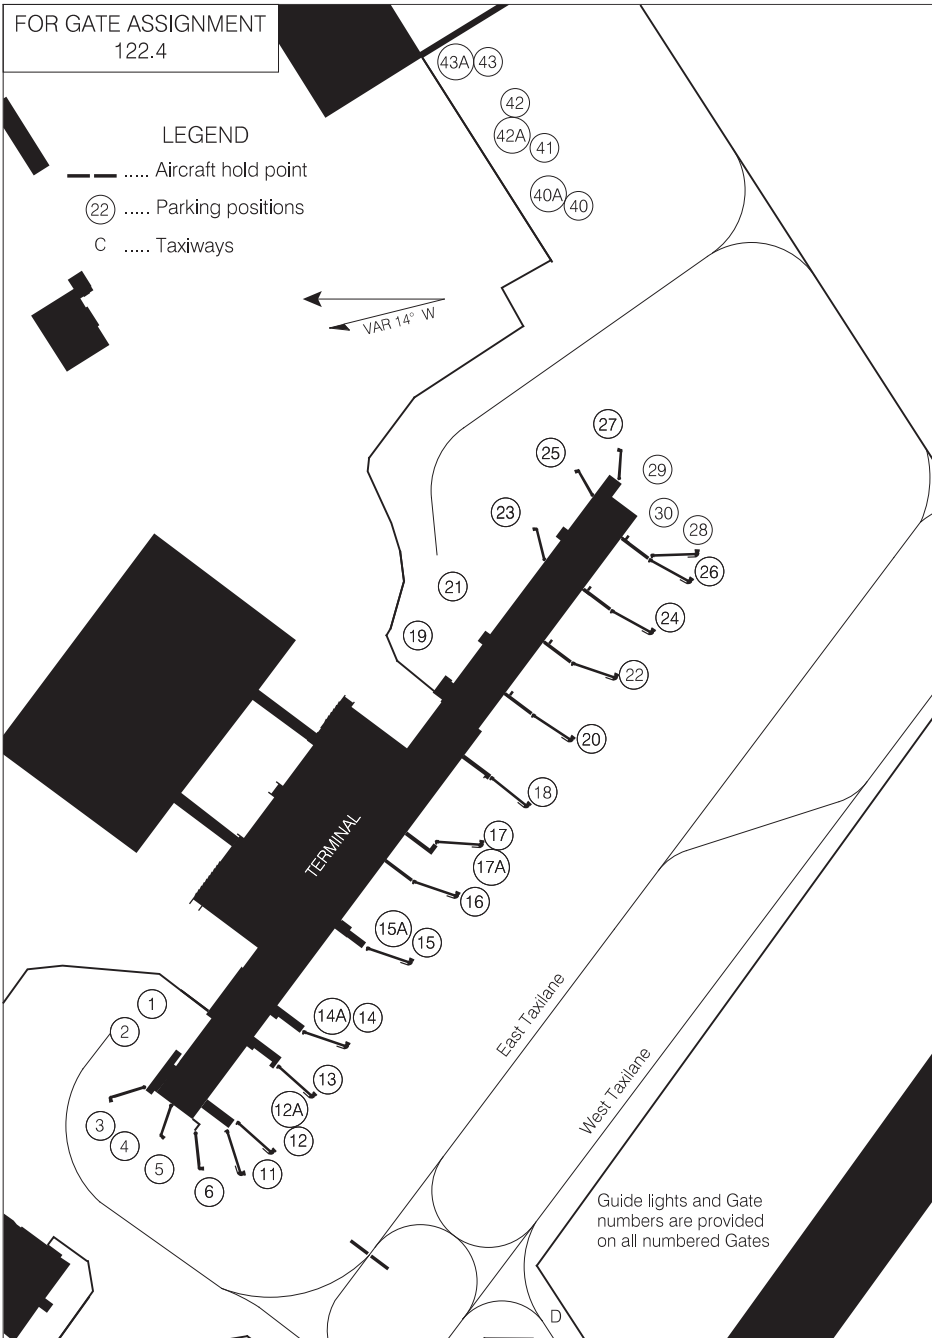 FOR GATE ASSIGNMENT
122.4
LEGEND
..... Aircraft hold point
22 ..... Parking positions
C ..... Taxiways
43A 43
42
42A
41
40A 40
VAR 14° W
27
25
29
23
30
28
26
21
24
19
22
20
18
17
17A
16
TERMINAL
15A 15
1
14A 14
2
13
12A
3
12
4
5
11
6
East Taxilane
West Taxilane
Guide lights and Gate
numbers are provided
on all numbered Gates
D